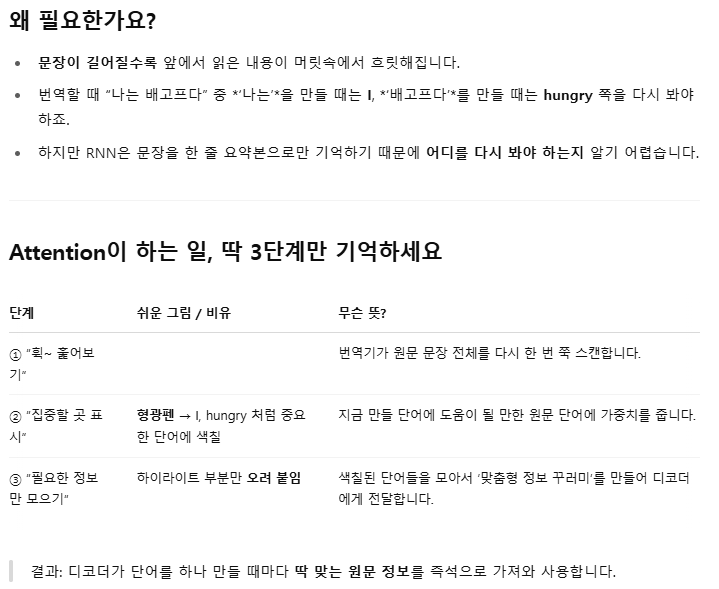 왜 필요한가요?
• 문장이 길어질수록 앞에서 읽은 내용이 머릿속에서 흐릿해집니다.
• 번역할 때 “나는 배고프다” 중 *‘나는’*을 만들 때는 I, *‘배고프다’*를 만들 때는 hungry 쪽을 다시 봐야
하죠.
• 하지만 RNN은 문장을 한 줄 요약본으로만 기억하기 때문에 어디를 다시 봐야 하는지 알기 어렵습니다.
Attention이 하는 일, 딱 3단계만 기억하세요
단계 쉬운 그림 / 비유 무슨 뜻?
① “휙~ 훑어보
기” 번역기가 원문 문장 전체를 다시 한 번 쭉 스캔합니다.
② “집중할 곳 표
시” 형광펜 → I, hungry 처럼 중요
한 단어에 색칠 지금 만들 단어에 도움이 될 만한 원문 단어에 가중치를 줍니다.
③ “필요한 정보
만 모으기” 하이라이트 부분만 오려 붙임 색칠된 단어들을 모아서 ‘맞춤형 정보 꾸러미’를 만들어 디코더
에게 전달합니다.
결과: 디코더가 단어를 하나 만들 때마다 딱 맞는 원문 정보를 즉석으로 가져와 사용합니다.